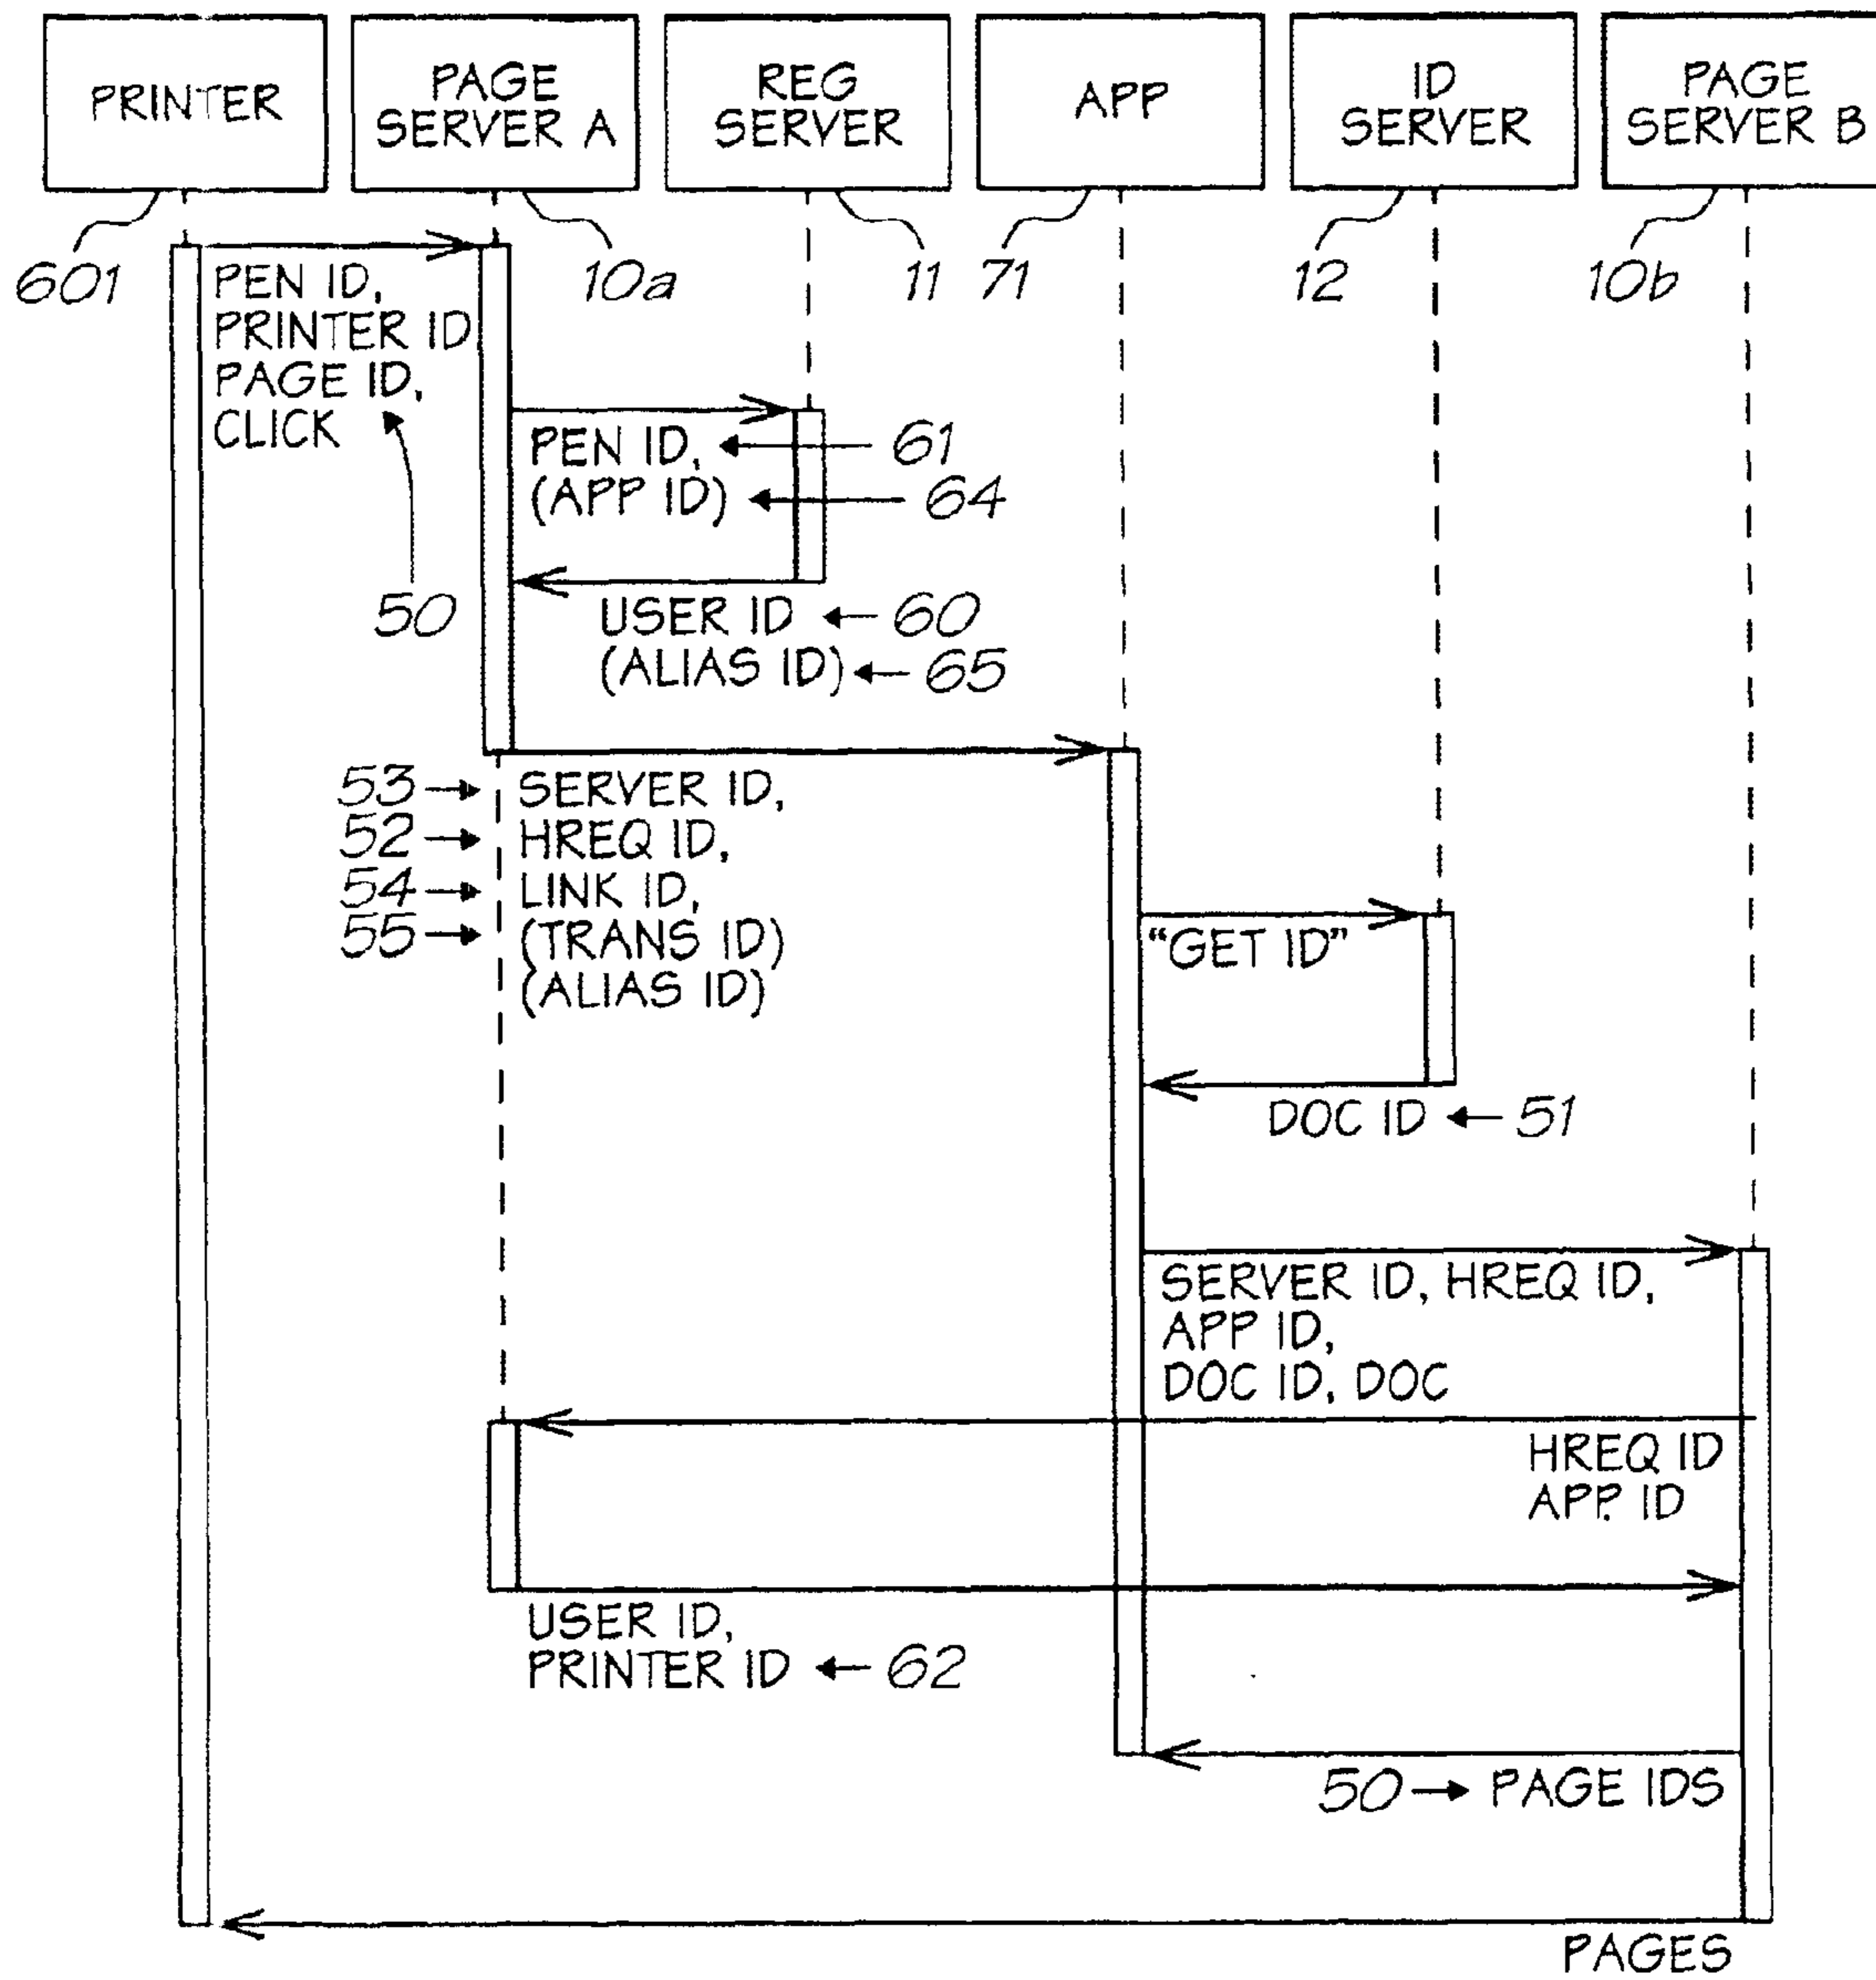 PRINTER
PAGE
SERVER A
REG
SERVER
APP
ID
SERVER
PAGE
SERVER B
601
10a
11
71
12
10b
PEN ID,
PRINTER ID
PAGE ID,
CLICK
50
PEN ID,
61
(APP ID)
64
USER ID
60
(ALIAS ID)
65
53
SERVER ID,
52
HREQ ID,
54
LINK ID,
55
(TRANS ID)
(ALIAS ID)
"GET ID"
DOC ID
51
SERVER ID, HREQ ID,
APP ID,
DOC ID, DOC
HREQ ID
APP. ID
USER ID,
PRINTER ID
62
50
PAGE IDS
PAGES